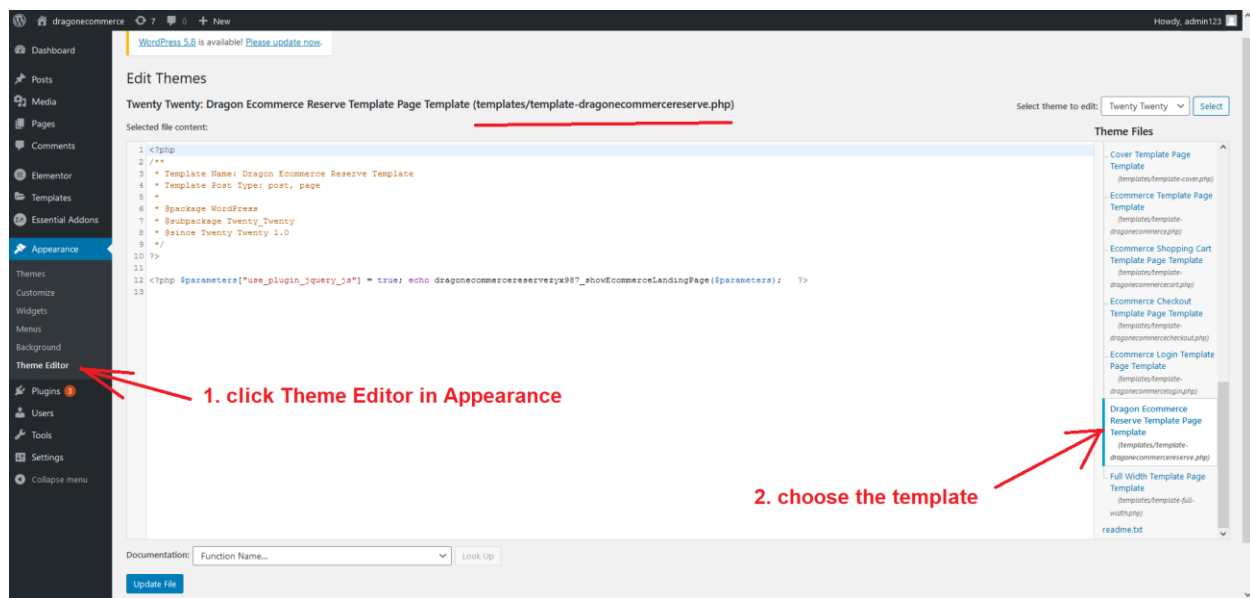 dragonecommerce 7 0 + New Howdy, admin123
Dashboard
Posts
Media
Pages
Comments
Elementor
Templates
Essential Addons
Appearance
Themes
Customize
Widgets
Menus
Background
Theme Editor
Plugins 3
Users
Tools
Settings
Collapse menu
WordPress 5.8 is available! Please update now.
Edit Themes
Twenty Twenty: Dragon Ecommerce Reserve Template Page Template (templates/template-dragonecommercereserve.php)
Select theme to edit: Twenty Twenty Select
Selected file content:
1 <?php
2 /**
3 * Template Name: Dragon Ecommerce Reserve Template
4 * Template Post Type: post, page
5 *
6 * @package WordPress
7 * @subpackage Twenty_Twenty
8 * @since Twenty Twenty 1.0
9 */
10 ?>
11
12 <?php $parameters["use_plugin_jquery_js"] = true; echo dragonecommercereservezyx987_showEcommerceLandingPage($parameters); ?>
13
1. click Theme Editor in Appearance
2. choose the template
Theme Files
Cover Template Page
Template
(templates/template-cover.php)
Ecommerce Template Page
Template
(templates/template-
dragonecommerce.php)
Ecommerce Shopping Cart
Template Page Template
(templates/template-
dragonecommercecart.php)
Ecommerce Checkout
Template Page Template
(templates/template-
dragonecommercecheckout.php)
Ecommerce Login Template
Page Template
(templates/template-
dragonecommercelogin.php)
Dragon Ecommerce
Reserve Template Page
Template
(templates/template-
dragonecommercereserve.php)
Full Width Template Page
Template
(templates/template-full-
width.php)
readme.txt
Documentation: Function Name... Look Up
Update File